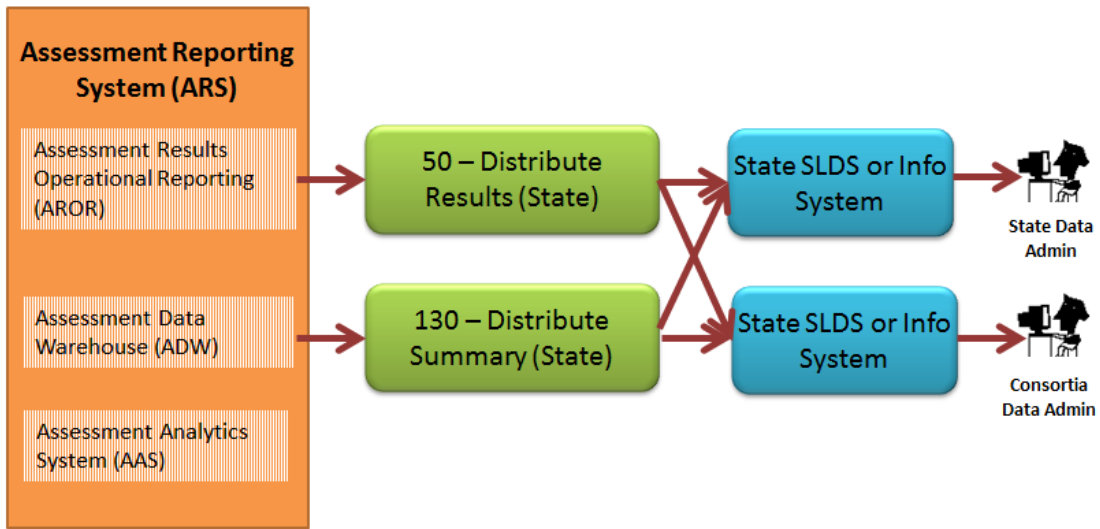 Assessment Reporting
System (ARS)
Assessment Results
Operational Reporting
(AROR)
Assessment Data
Warehouse (ADW)
Assessment Analytics
System (AAS)
50 – Distribute
Results (State)
130 – Distribute
Summary (State)
State SLDS or Info
System
State SLDS or Info
System
State Data
Admin
Consortia
Data Admin